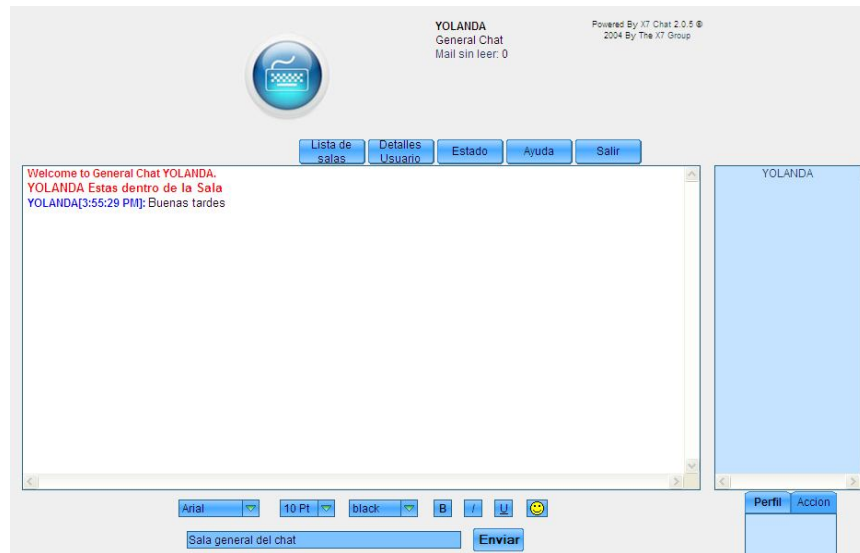 YOLANDA
General Chat
Mail sin leer: 0
Powered By X7 Chat 2.0.5 ©
2004 By The X7 Group
Lista de salas
Detalles Usuario
Estado
Ayuda
Salir
Welcome to General Chat YOLANDA.
YOLANDA Estas dentro de la Sala
YOLANDA[3:55:29 PM]: Buenas tardes
YOLANDA
Arial
10 Pt
black
B
I
U
Perfil
Accion
Sala general del chat
Enviar